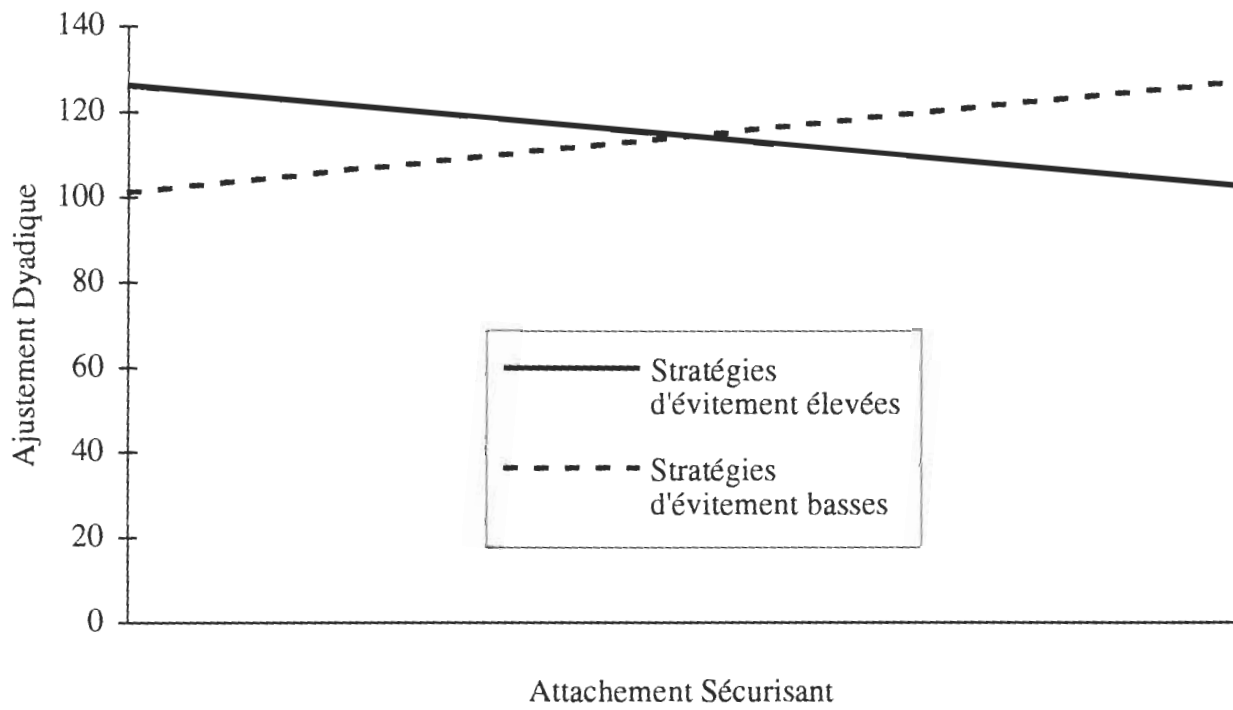 140
120
100
80
60
40
20
0
Ajustement Dyadique
Stratégies
d'évitement élevées
Stratégies
d'évitement basses
Attachement Sécurisant